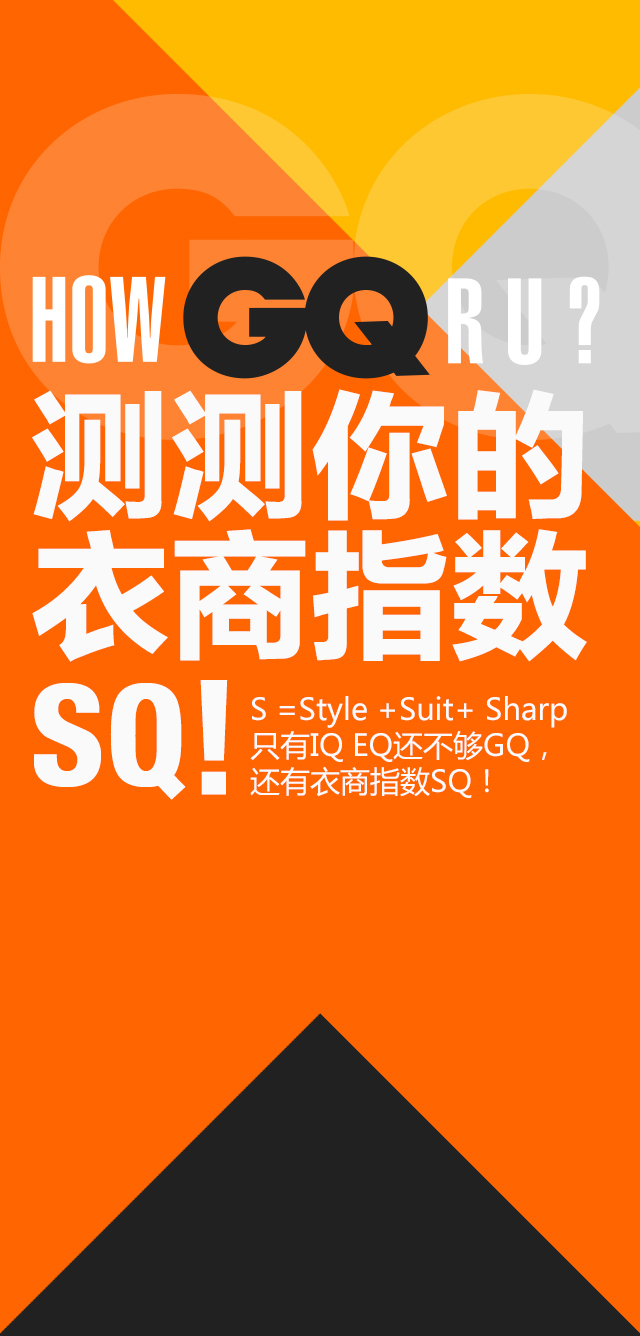 GQ
HOW GQ R U ?
测测你的
衣商指数
SQ!
S =Style +Suit+ Sharp
只有IQ EQ还不够GQ，
还有衣商指数SQ！